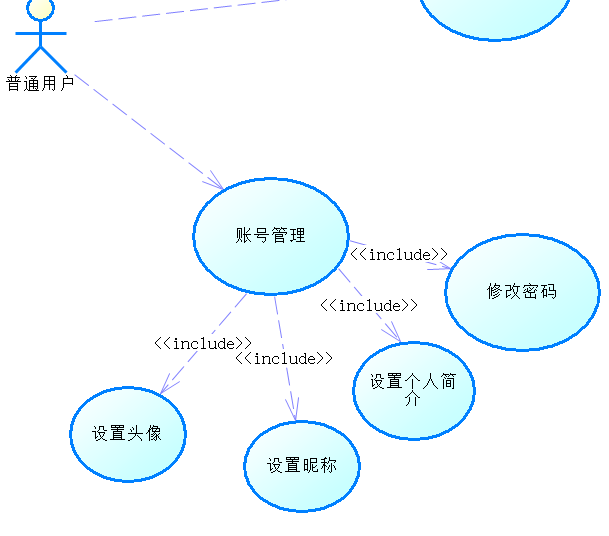 普通用户
账号管理
<<include>>
修改密码
<<include>>
<<include>>
<<include>>
设置个人简
介
设置头像
设置昵称